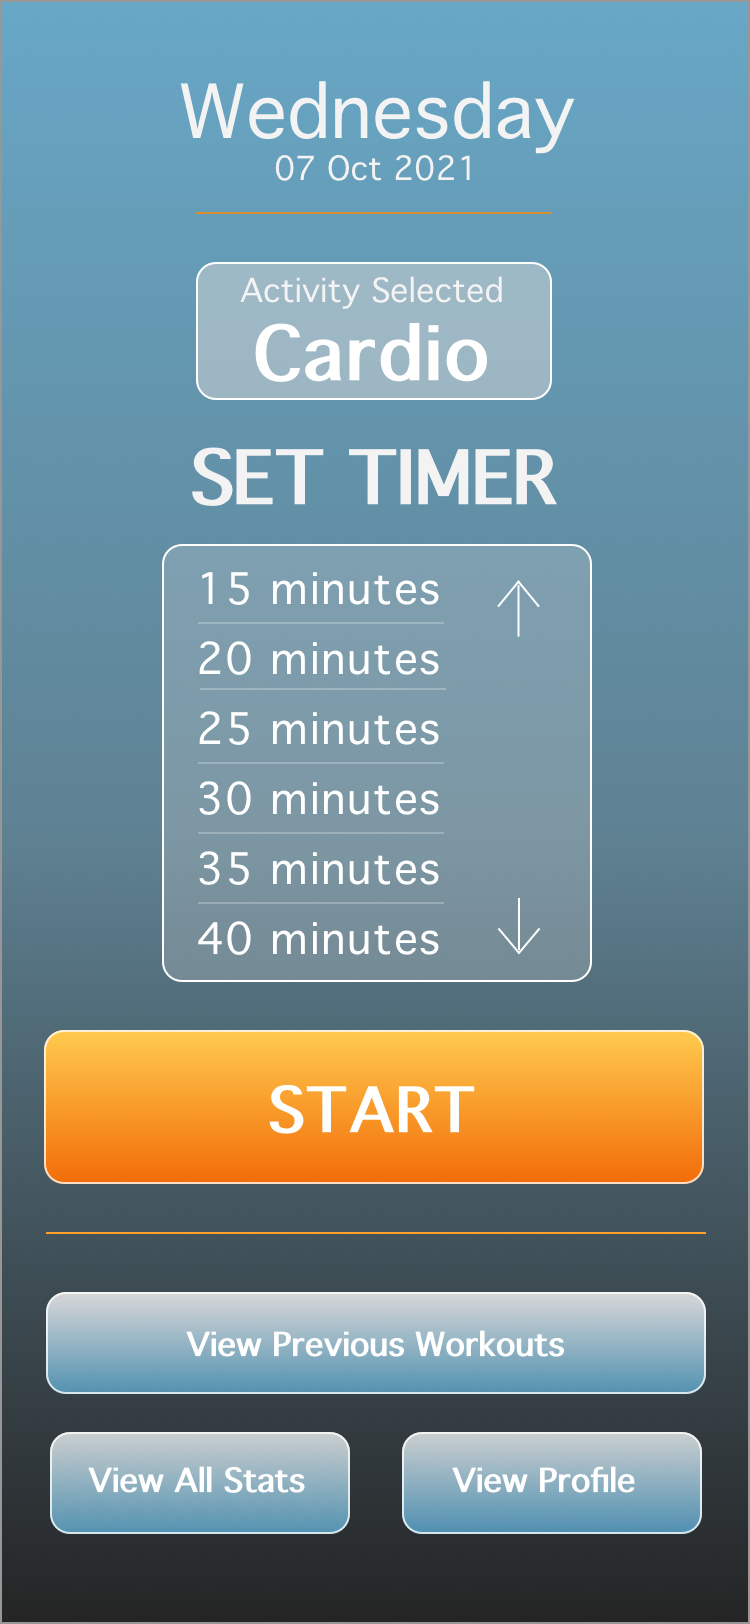 Wednesday
07 Oct 2021
Activity Selected
Cardio
SET TIMER
15 minutes
20 minutes
25 minutes
30 minutes
35 minutes
40 minutes
START
View Previous Workouts
View All Stats
View Profile